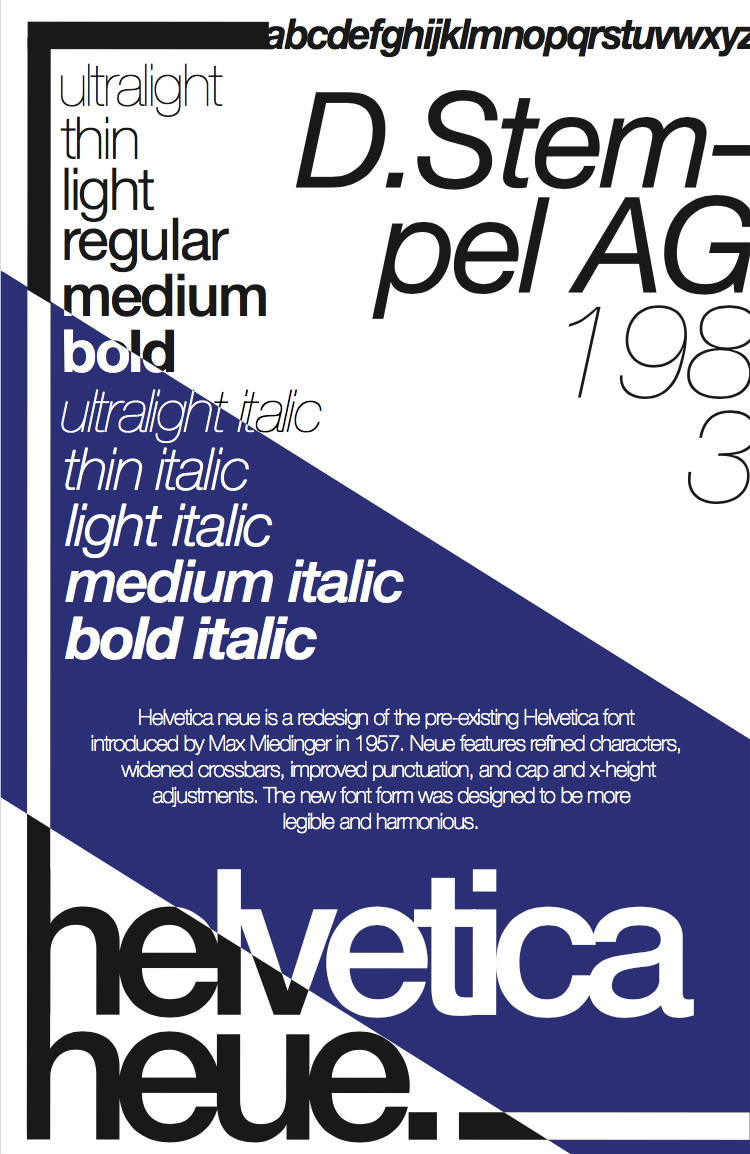 abcdefghijklmnopqrstuvwxyz
ultralight
thin
light
regular
medium
bold
ultralight italic
thin italic
light italic
medium italic
bold italic
D.Stem-
pel AG
198
3
Helvetica neue is a redesign of the pre-existing Helvetica font
introduced by Max Miedinger in 1957. Neue features refined characters,
widened crossbars, improved punctuation, and cap and x-height
adjustments. The new font form was designed to be more
legible and harmonious.
helvetica
neue.